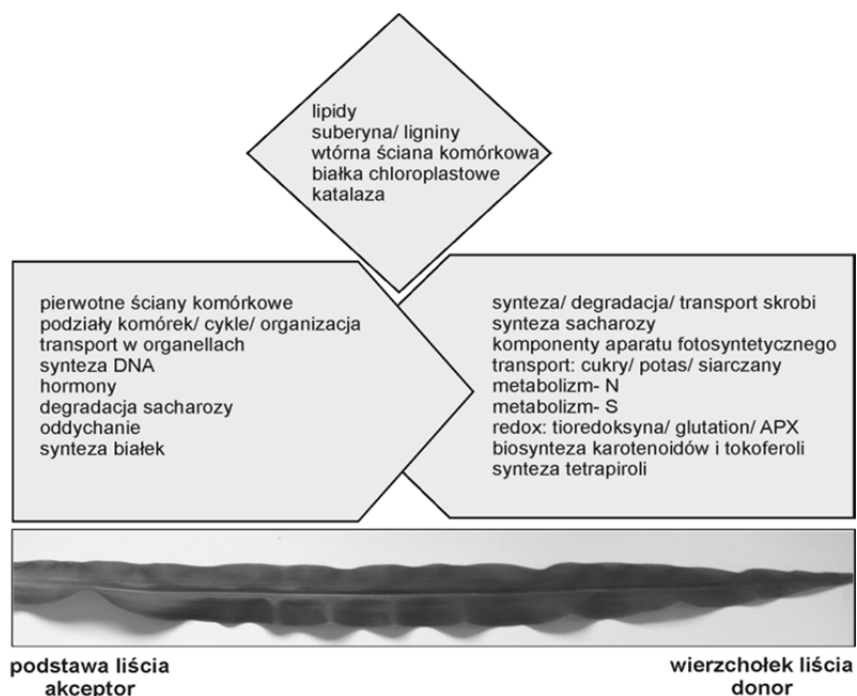 lipidy
suberyna/ ligniny
wtórna ściana komórkowa
białka chloroplastowe
katalaza
pierwotne ściany komórkowe
podziały komórek/ cykle/ organizacja
transport w organellach
synteza DNA
hormony
degradacja sacharozy
oddychanie
synteza białek
synteza/ degradacja/ transport skrobi
synteza sacharozy
komponenty aparatu fotosyntetycznego
transport: cukry/ potas/ siarczany
metabolizm- N
metabolizm- S
redox: tioredoksyna/ glutation/ APX
biosynteza karotenoidów i tokoferoli
synteza tetrapiroli
podstawa liścia
akceptor
wierzchołek liścia
donor